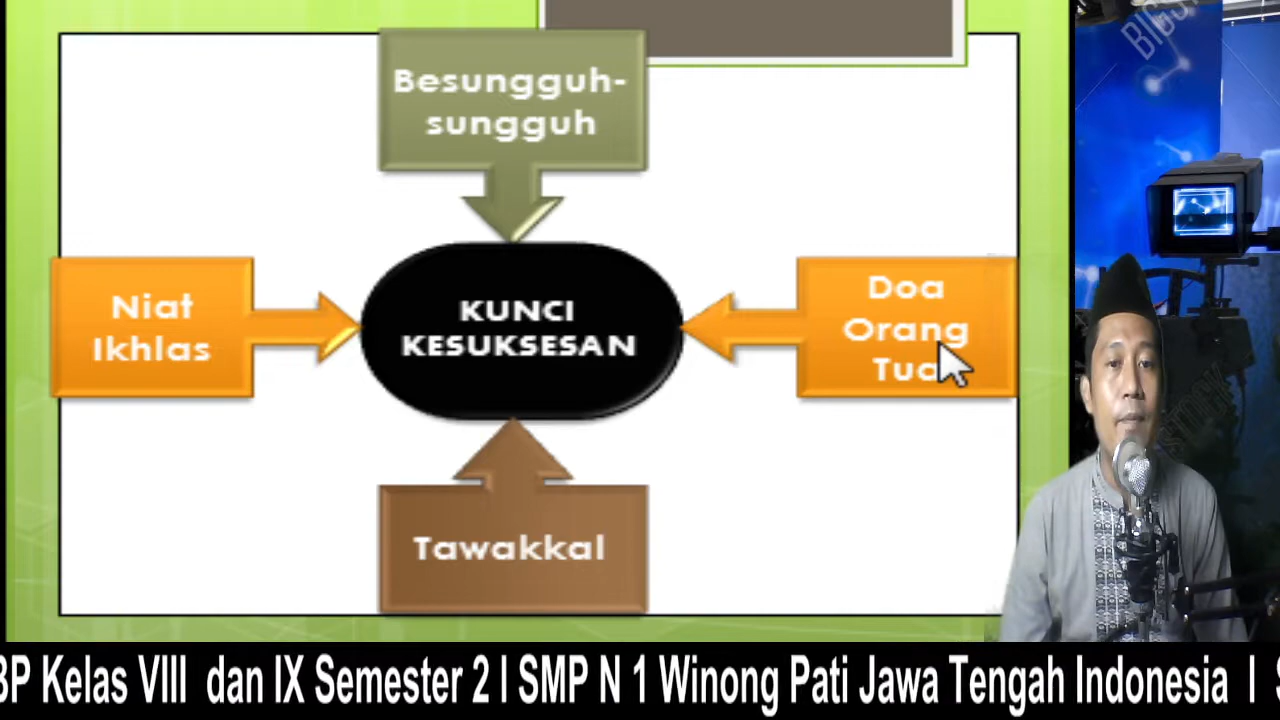 Besungguh-
sungguh
Niat
Ikhlas
KUNCI
KESUKSESAN
Doa
Orang
Tua
Tawakkal
BP Kelas VIII dan IX Semester 2 I SMP N 1 Winong Pati Jawa Tengah Indonesia I S